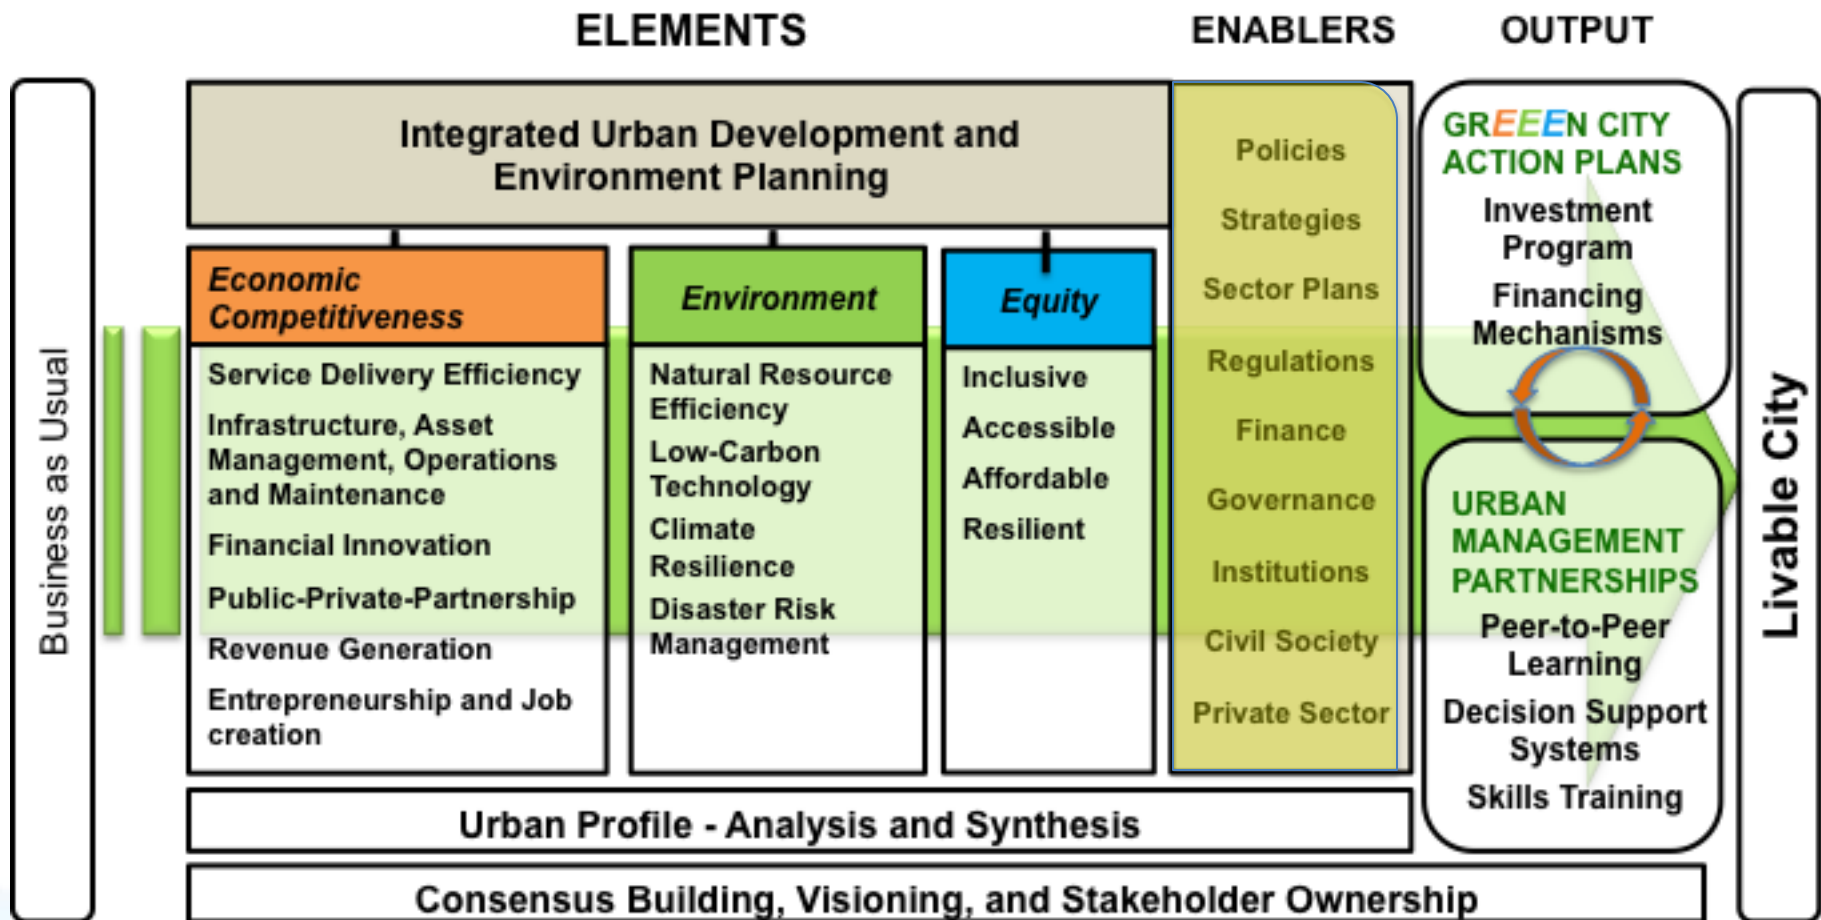 ELEMENTS
ENABLERS
OUTPUT
Business as Usual
Integrated Urban Development and
Environment Planning
Economic
Competitiveness
Service Delivery Efficiency
Infrastructure, Asset
Management, Operations
and Maintenance
Financial Innovation
Public-Private-Partnership
Revenue Generation
Entrepreneurship and Job
creation
Environment
Natural Resource
Efficiency
Low-Carbon
Technology
Climate
Resilience
Disaster Risk
Management
Equity
Inclusive
Accessible
Affordable
Resilient
Policies
Strategies
Sector Plans
Regulations
Finance
Governance
Institutions
Civil Society
Private Sector
GREEEN CITY
ACTION PLANS
Investment
Program
Financing
Mechanisms
URBAN
MANAGEMENT
PARTNERSHIPS
Peer-to-Peer
Learning
Decision Support
Systems
Skills Training
Livable City
Urban Profile - Analysis and Synthesis
Consensus Building, Visioning, and Stakeholder Ownership